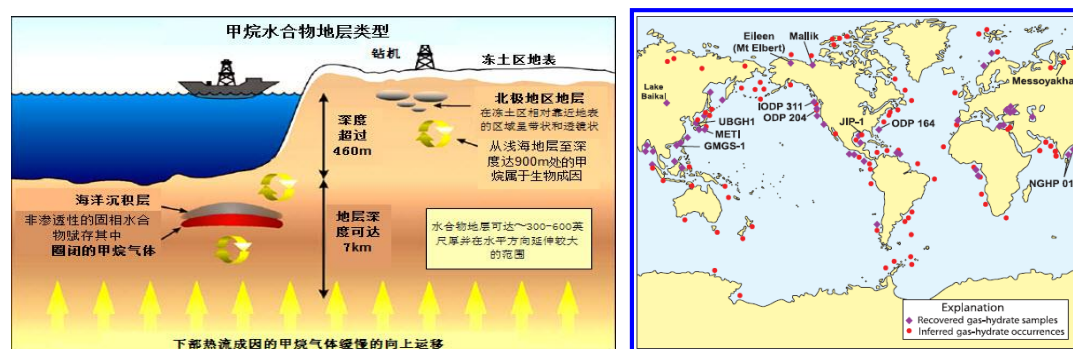 甲烷水合物地层类型
钻机
冻土区地表
北极地区地层
在冻土区相对靠近地表
的区域呈带状和透镜状
从浅海地层至深
度达900m处的甲
烷属于生物成因
深度
超过
460m
海洋沉积层
非渗透性的固相水合
物赋存其中
圈闭的甲烷气体
地层深
度可达
7km
水合物地层可达~300-600英
尺厚并在水平方向延伸较大
的范围
下部热流成因的甲烷气体缓慢的向上运移
Eileen
(Mt Elbert)
Mallik
Messoyakha
Lake
Baikal
IODP 311
ODP 204
UBGH1
METI
GMGS-1
JIP-1
ODP 164
NGHP 01
Explanation
Recovered gas-hydrate samples
Inferred gas-hydrate occurrences